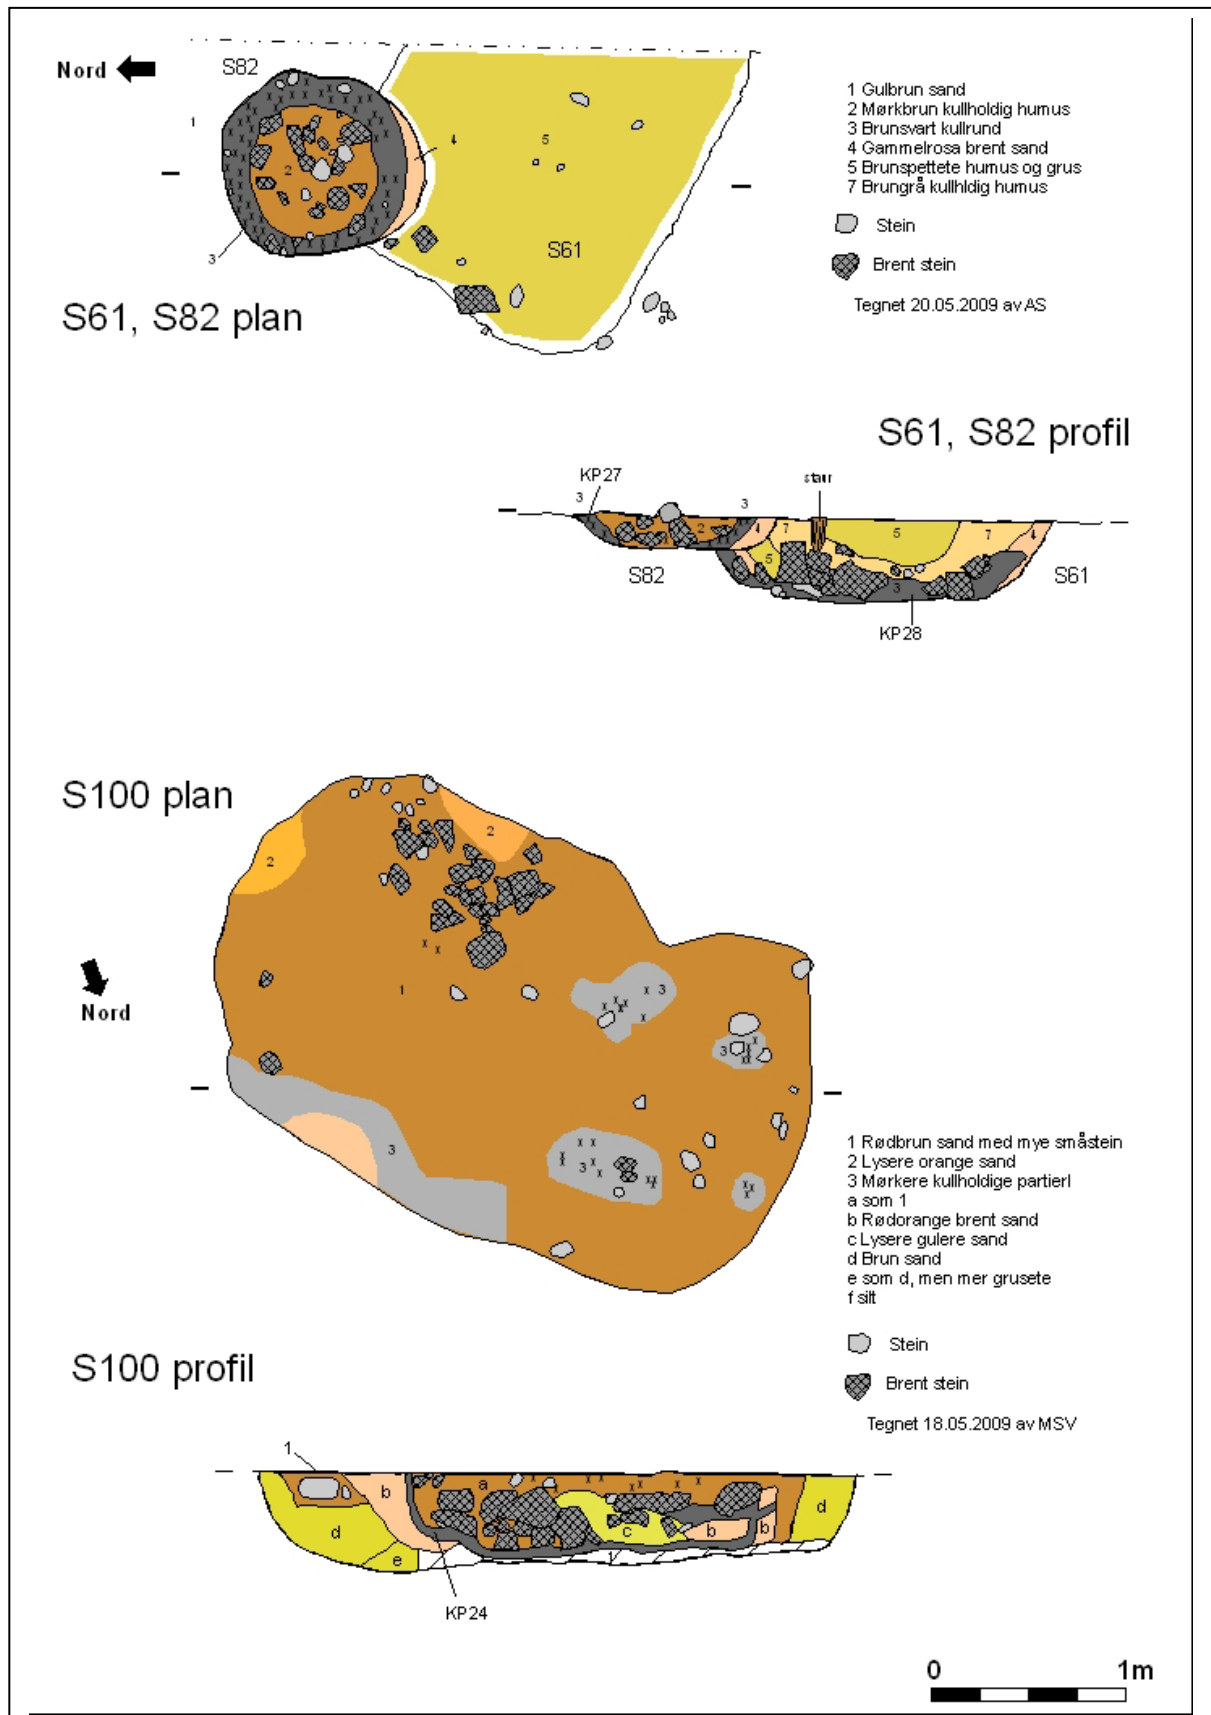 Nord
S82
1
4
5
2
3
S61
S61, S82 plan
1 Gulbrun sand
2 Mørkbrun kullholdig humus
3 Brunsvart kullrund
4 Gammelrosa brent sand
5 Brunspettete humus og grus
7 Brungrå kullhldig humus
Stein
Brent stein
Tegnet 20.05.2009 av AS
S61, S82 profil
KP27
staur
3
3
2
4
7
5
7
4
5
3
S82
S61
KP28
S100 plan
2
2
1
3
3
3
3
Nord
1 Rødbrun sand med mye småstein
2 Lysere orange sand
3 Mørkere kullholdige partierl
a som 1
b Rødorange brent sand
c Lysere gulere sand
d Brun sand
e som d, men mer grusete
f silt
Stein
Brent stein
Tegnet 18.05.2009 av MSV
S100 profil
1
b
a
d
d
c
b
b
e
KP24
0 1m